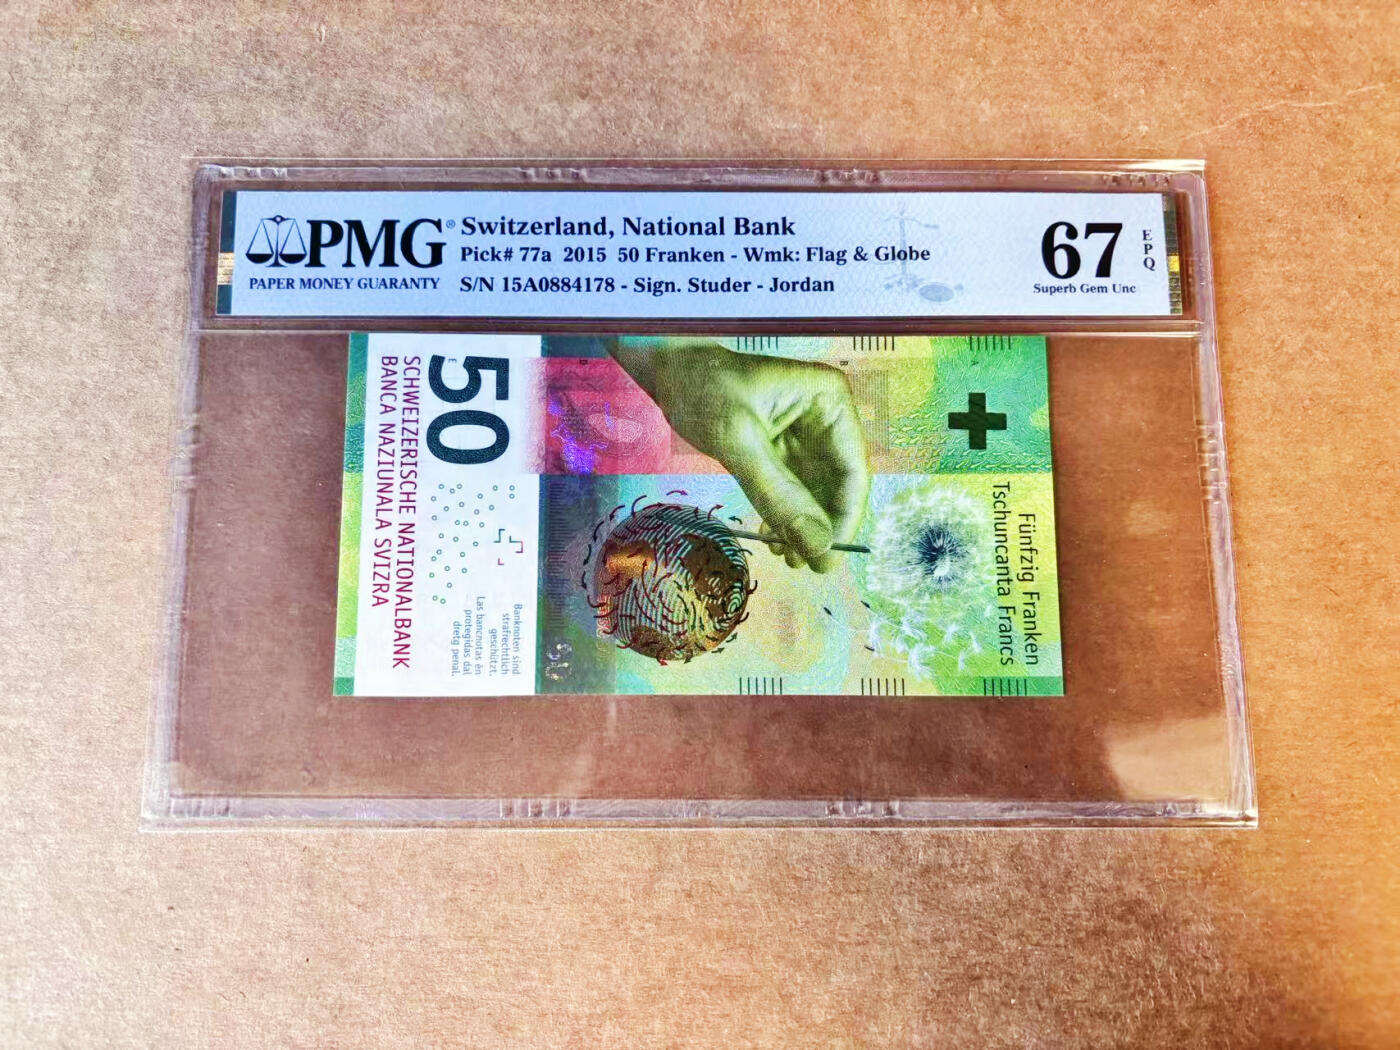 PMG®
PAPER MONEY GUARANTY
Switzerland, National Bank
Pick# 77a 2015 50 Franken - Wmk: Flag & Globe
S/N 15A0884178 - Sign. Studer - Jordan
67
EPQ
Superb Gem Unc
Fünfzig Franken
Tschuncanta Francs
50
SCHWEIZERISCHE NATIONALBANK
BANCA NAZIUNALA SVIZRA
Banknoten sind
strafrechtlich
geschützt.
Las bancnotas èn
protegidas dal
dretg penal.
A
B
D
E